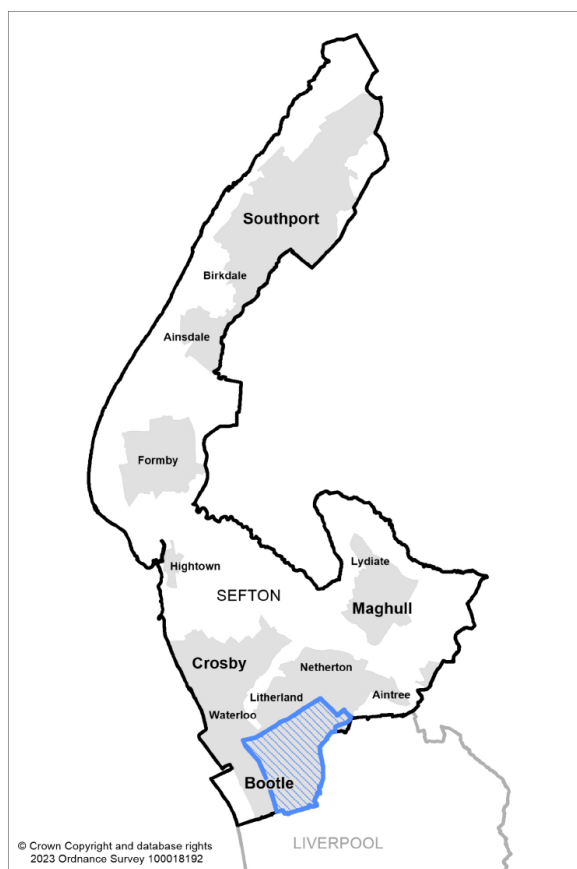 Southport
Birkdale
Ainsdale
Formby
Hightown
Lydiate
SEFTON
Maghull
Crosby
Netherton
Litherland
Aintree
Waterloo
Bootle
© Crown Copyright and database rights
2023 Ordnance Survey 100018192
LIVERPOOL